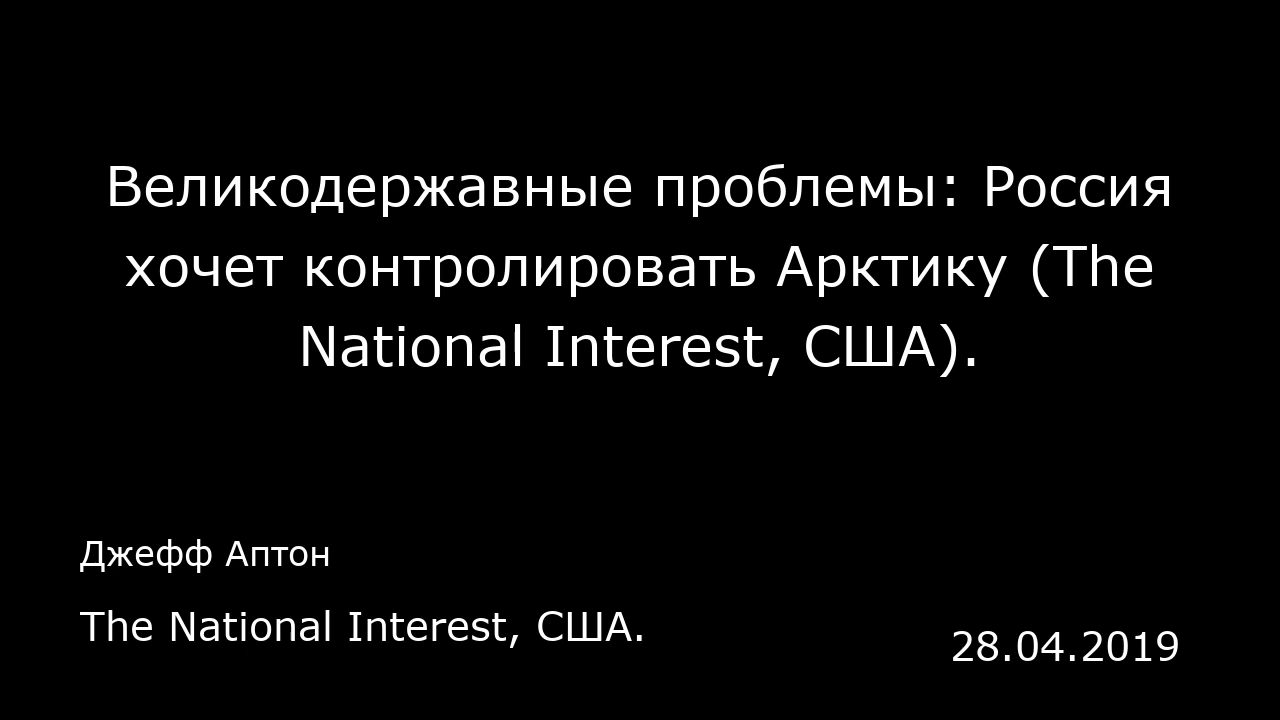 Великодержавные проблемы: Россия
хочет контролировать Арктику (The
National Interest, США).
Джефф Аптон
The National Interest, США.
28.04.2019